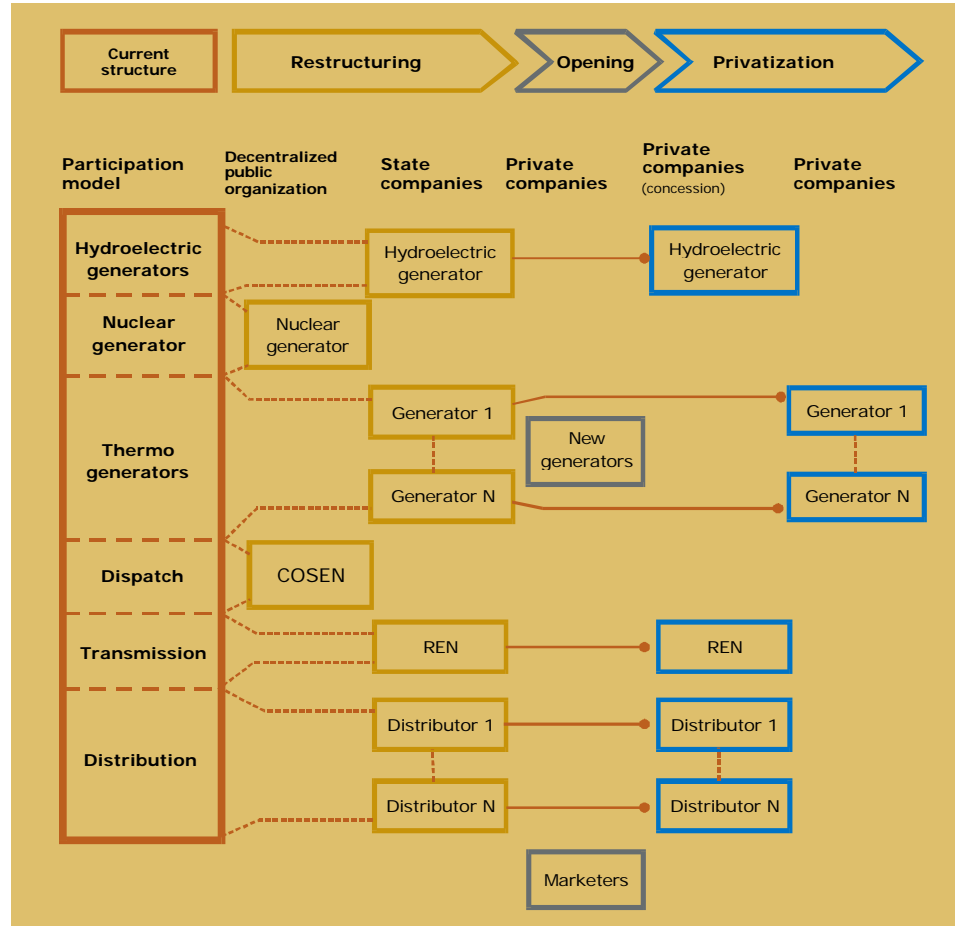 Current
structure
Restructuring
Opening
Privatization
Participation
model
Decentralized
public
organization
State
companies
Private
companies
Private
companies
(concession)
Private
companies
Hydroelectric
generators
Hydroelectric
generator
Hydroelectric
generator
Nuclear
generator
Nuclear
generator
Thermo
generators
Generator 1
New
generators
Generator 1
Generator N
Generator N
Dispatch
COSEN
Transmission
REN
REN
Distribution
Distributor 1
Distributor 1
Distributor N
Distributor N
Marketers